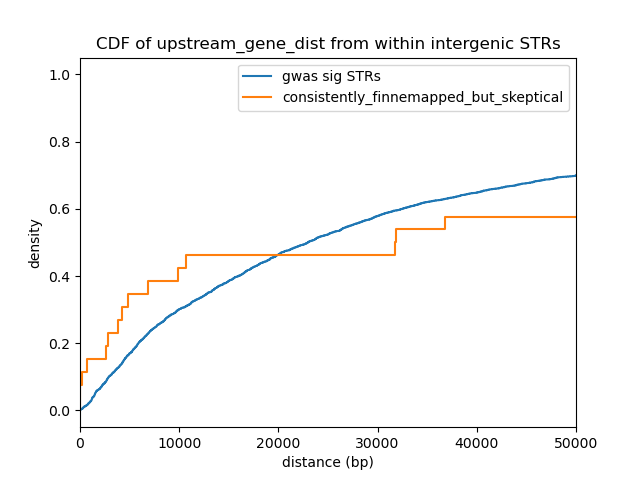 CDF of upstream_gene_dist from within intergenic STRs
gwas sig STRs
consistently_finnemapped_but_skeptical
density
1.0
0.8
0.6
0.4
0.2
0.0
0
10000
20000
30000
40000
50000
distance (bp)